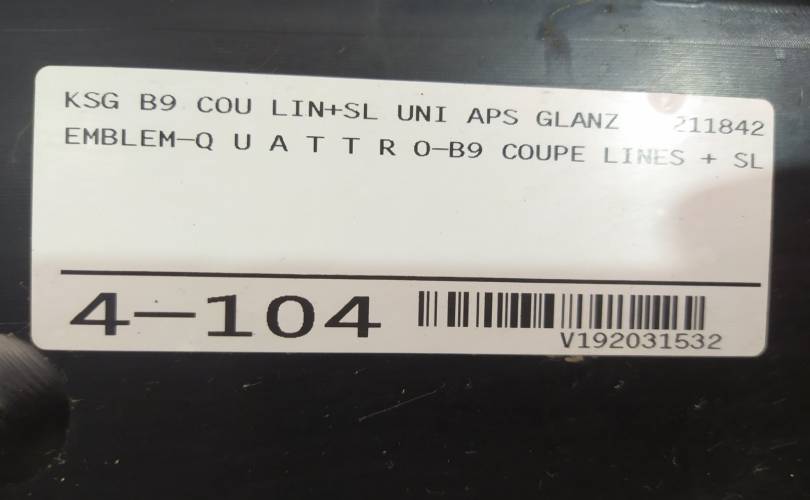 KSG B9 COU LIN+SL UNI APS GLANZ 211842
EMBLEM-Q U A T T R O-B9 COUPE LINES + SL
4-104
V192031532